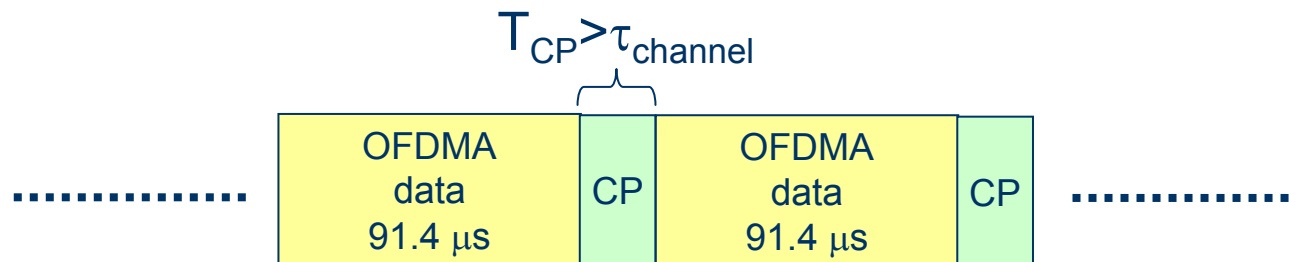 T_CP>τ_channel
OFDMA
data
91.4 μs
CP
OFDMA
data
91.4 μs
CP